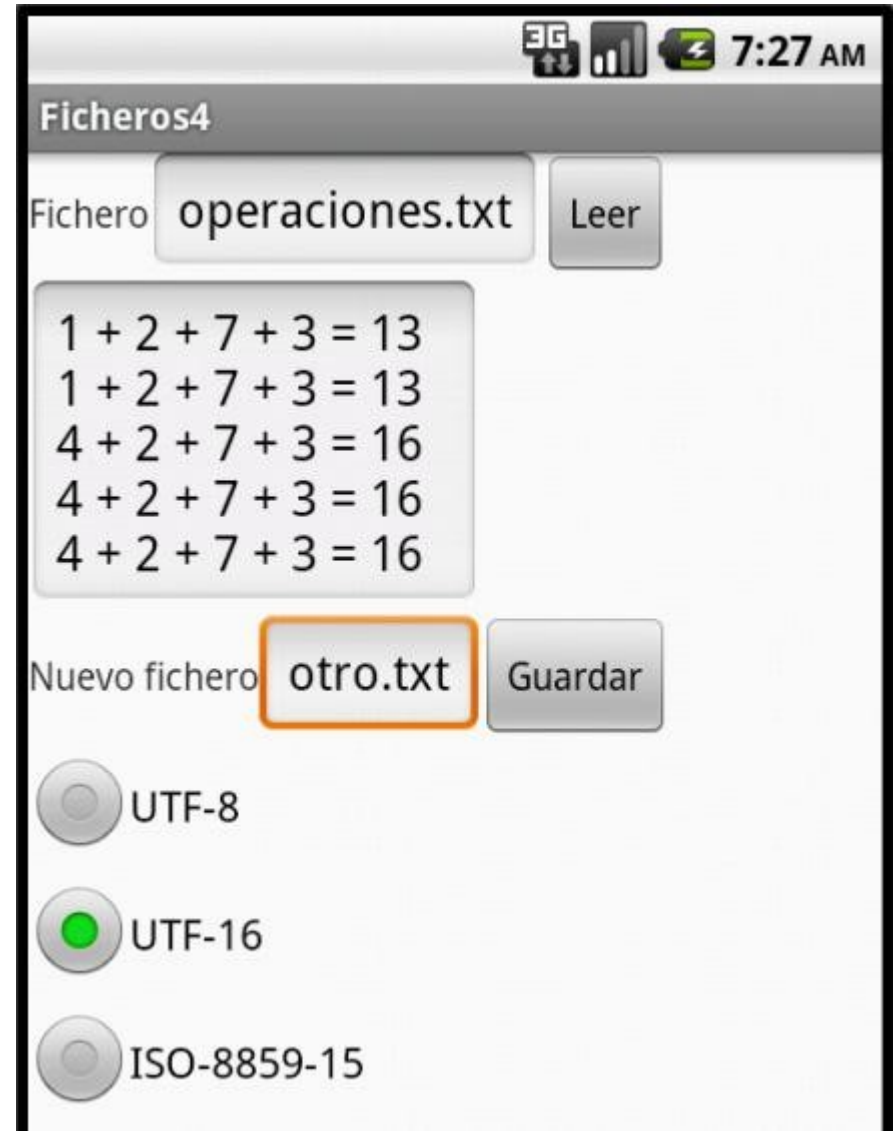 3G 7:27 AM
Ficheros4
Fichero operaciones.txt Leer
1 + 2 + 7 + 3 = 13
1 + 2 + 7 + 3 = 13
4 + 2 + 7 + 3 = 16
4 + 2 + 7 + 3 = 16
4 + 2 + 7 + 3 = 16
Nuevo fichero otro.txt Guardar
UTF-8
UTF-16
ISO-8859-15